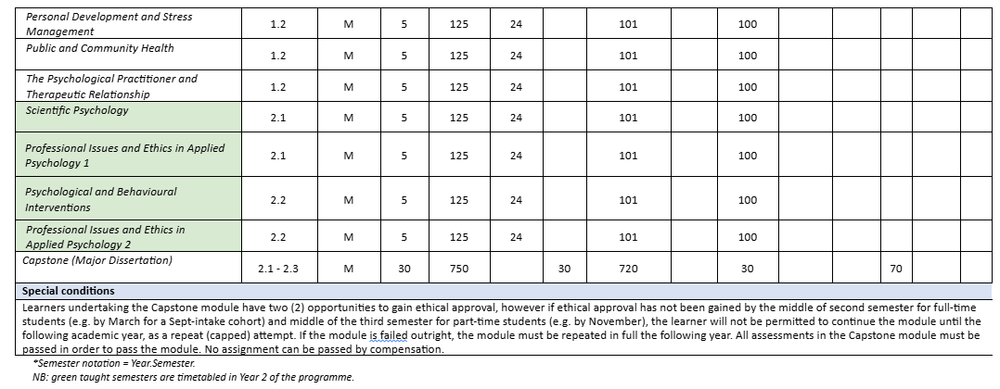 Personal Development and Stress
Management 1.2 M 5 125 24 101 100
Public and Community Health 1.2 M 5 125 24 101 100
The Psychological Practitioner and
Therapeutic Relationship 1.2 M 5 125 24 101 100
Scientific Psychology 2.1 M 5 125 24 101 100
Professional Issues and Ethics in Applied
Psychology 1 2.1 M 5 125 24 101 100
Psychological and Behavioural
Interventions 2.2 M 5 125 24 101 100
Professional Issues and Ethics in
Applied Psychology 2 2.2 M 5 125 24 101 100
Capstone (Major Dissertation) 2.1 - 2.3 M 30 750 30 720 30 70
Special conditions
Learners undertaking the Capstone module have two (2) opportunities to gain ethical approval, however if ethical approval has not been gained by the middle of second semester for full-time
students (e.g. by March for a Sept-intake cohort) and middle of the third semester for part-time students (e.g. by November), the learner will not be permitted to continue the module until the
following academic year, as a repeat (capped) attempt. If the module is failed outright, the module must be repeated in full the following year. All assessments in the Capstone module must be
passed in order to pass the module. No assignment can be passed by compensation.
*Semester notation = Year.Semester.
NB: green taught semesters are timetabled in Year 2 of the programme.